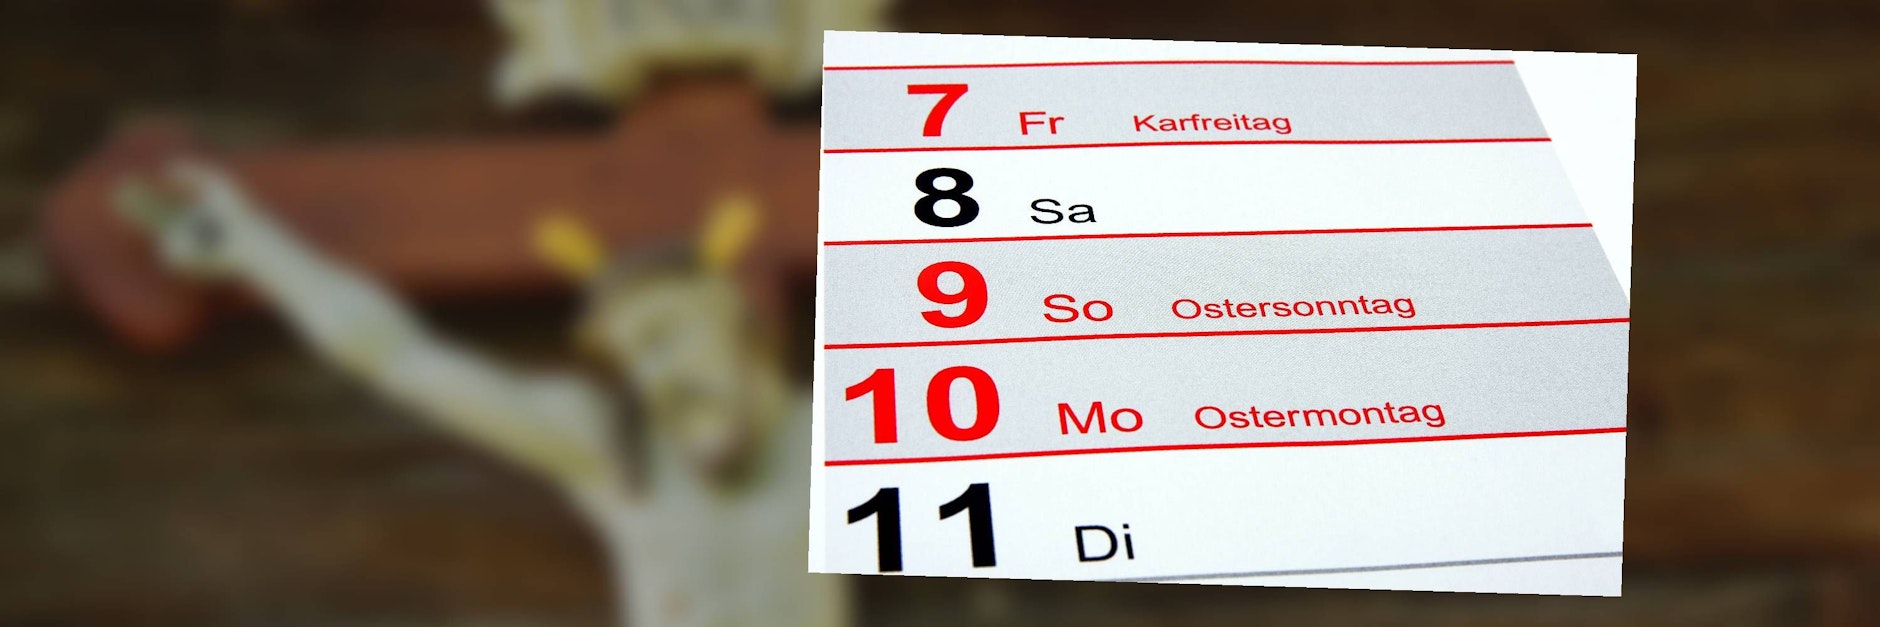 7 Fr Karfreitag
8 Sa
9 So Ostersonntag
10 Mo Ostermontag
11 Di